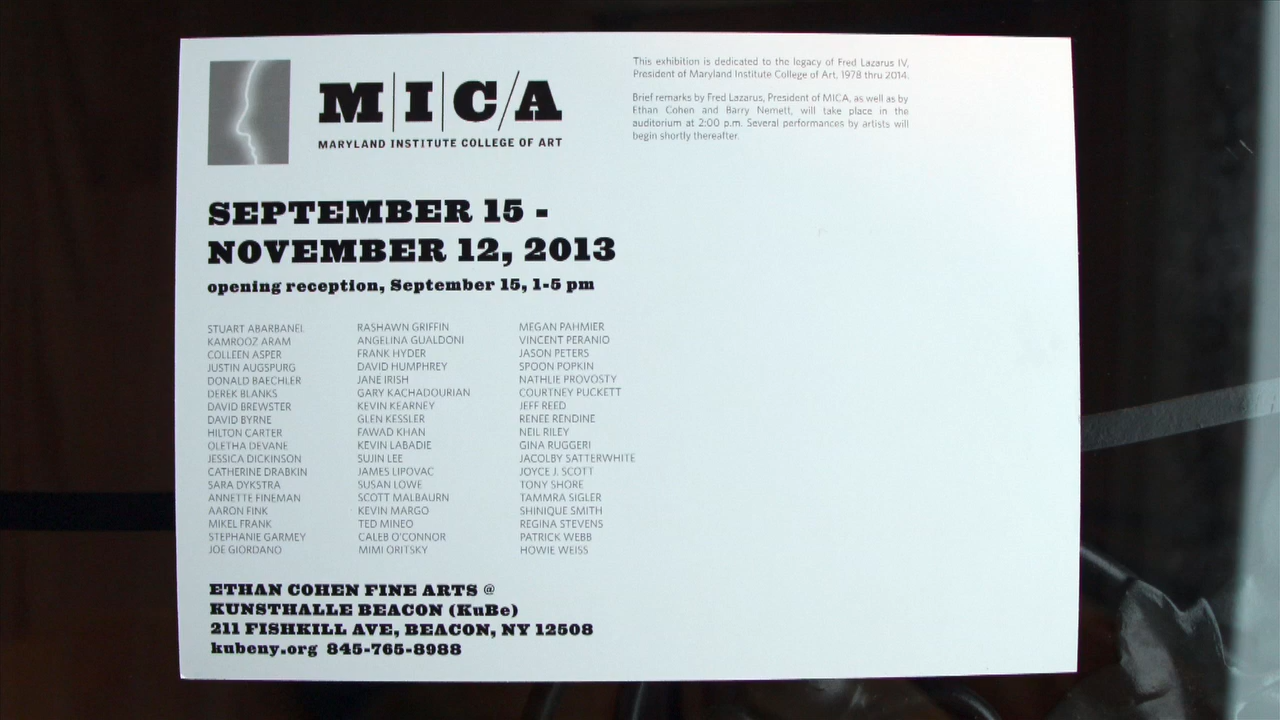 M|I|C/A
MARYLAND INSTITUTE COLLEGE OF ART
This exhibition is dedicated to the legacy of Fred Lazarus IV,
President of Maryland Institute College of Art, 1978 thru 2014.
Brief remarks by Fred Lazarus, President of MICA, as well as by
Ethan Cohen and Barry Nemett, will take place in the
auditorium at 2:00 p.m. Several performances by artists will
begin shortly thereafter.
SEPTEMBER 15 -
NOVEMBER 12, 2013
opening reception, September 15, 1-5 pm
STUART ABARBANEL
KAMROOZ ARAM
COLLEEN ASPER
JUSTIN AUGSPURG
DONALD BAECHLER
DEREK BLANKS
DAVID BREWSTER
DAVID BYRNE
HILTON CARTER
OLETHA DEVANE
JESSICA DICKINSON
CATHERINE DRABKIN
SARA DYKSTRA
ANNETTE FINEMAN
AARON FINK
MIKEL FRANK
STEPHANIE GARMEY
JOE GIORDANO
RASHAWN GRIFFIN
ANGELINA GUALDONI
FRANK HYDER
DAVID HUMPHREY
JANE IRISH
GARY KACHADOURIAN
KEVIN KEARNEY
GLEN KESSLER
FAWAD KHAN
KEVIN LABADIE
SUJIN LEE
JAMES LIPOVAC
SUSAN LOWE
SCOTT MALBAURN
KEVIN MARGO
TED MINEO
CALEB O'CONNOR
MIMI ORITSKY
MEGAN PAHMIER
VINCENT PERANIO
JASON PETERS
SPOON POPKIN
NATHLIE PROVOSTY
COURTNEY PUCKETT
JEFF REED
RENEE RENDINE
NEIL RILEY
GINA RUGGERI
JACOLBY SATTERWHITE
JOYCE J. SCOTT
TONY SHORE
TAMMRA SIGLER
SHINIQUE SMITH
REGINA STEVENS
PATRICK WEBB
HOWIE WEISS
ETHAN COHEN FINE ARTS @
KUNSTHALLE BEACON (KuBe)
211 FISHKILL AVE, BEACON, NY 12508
kubeny.org 845-765-8988